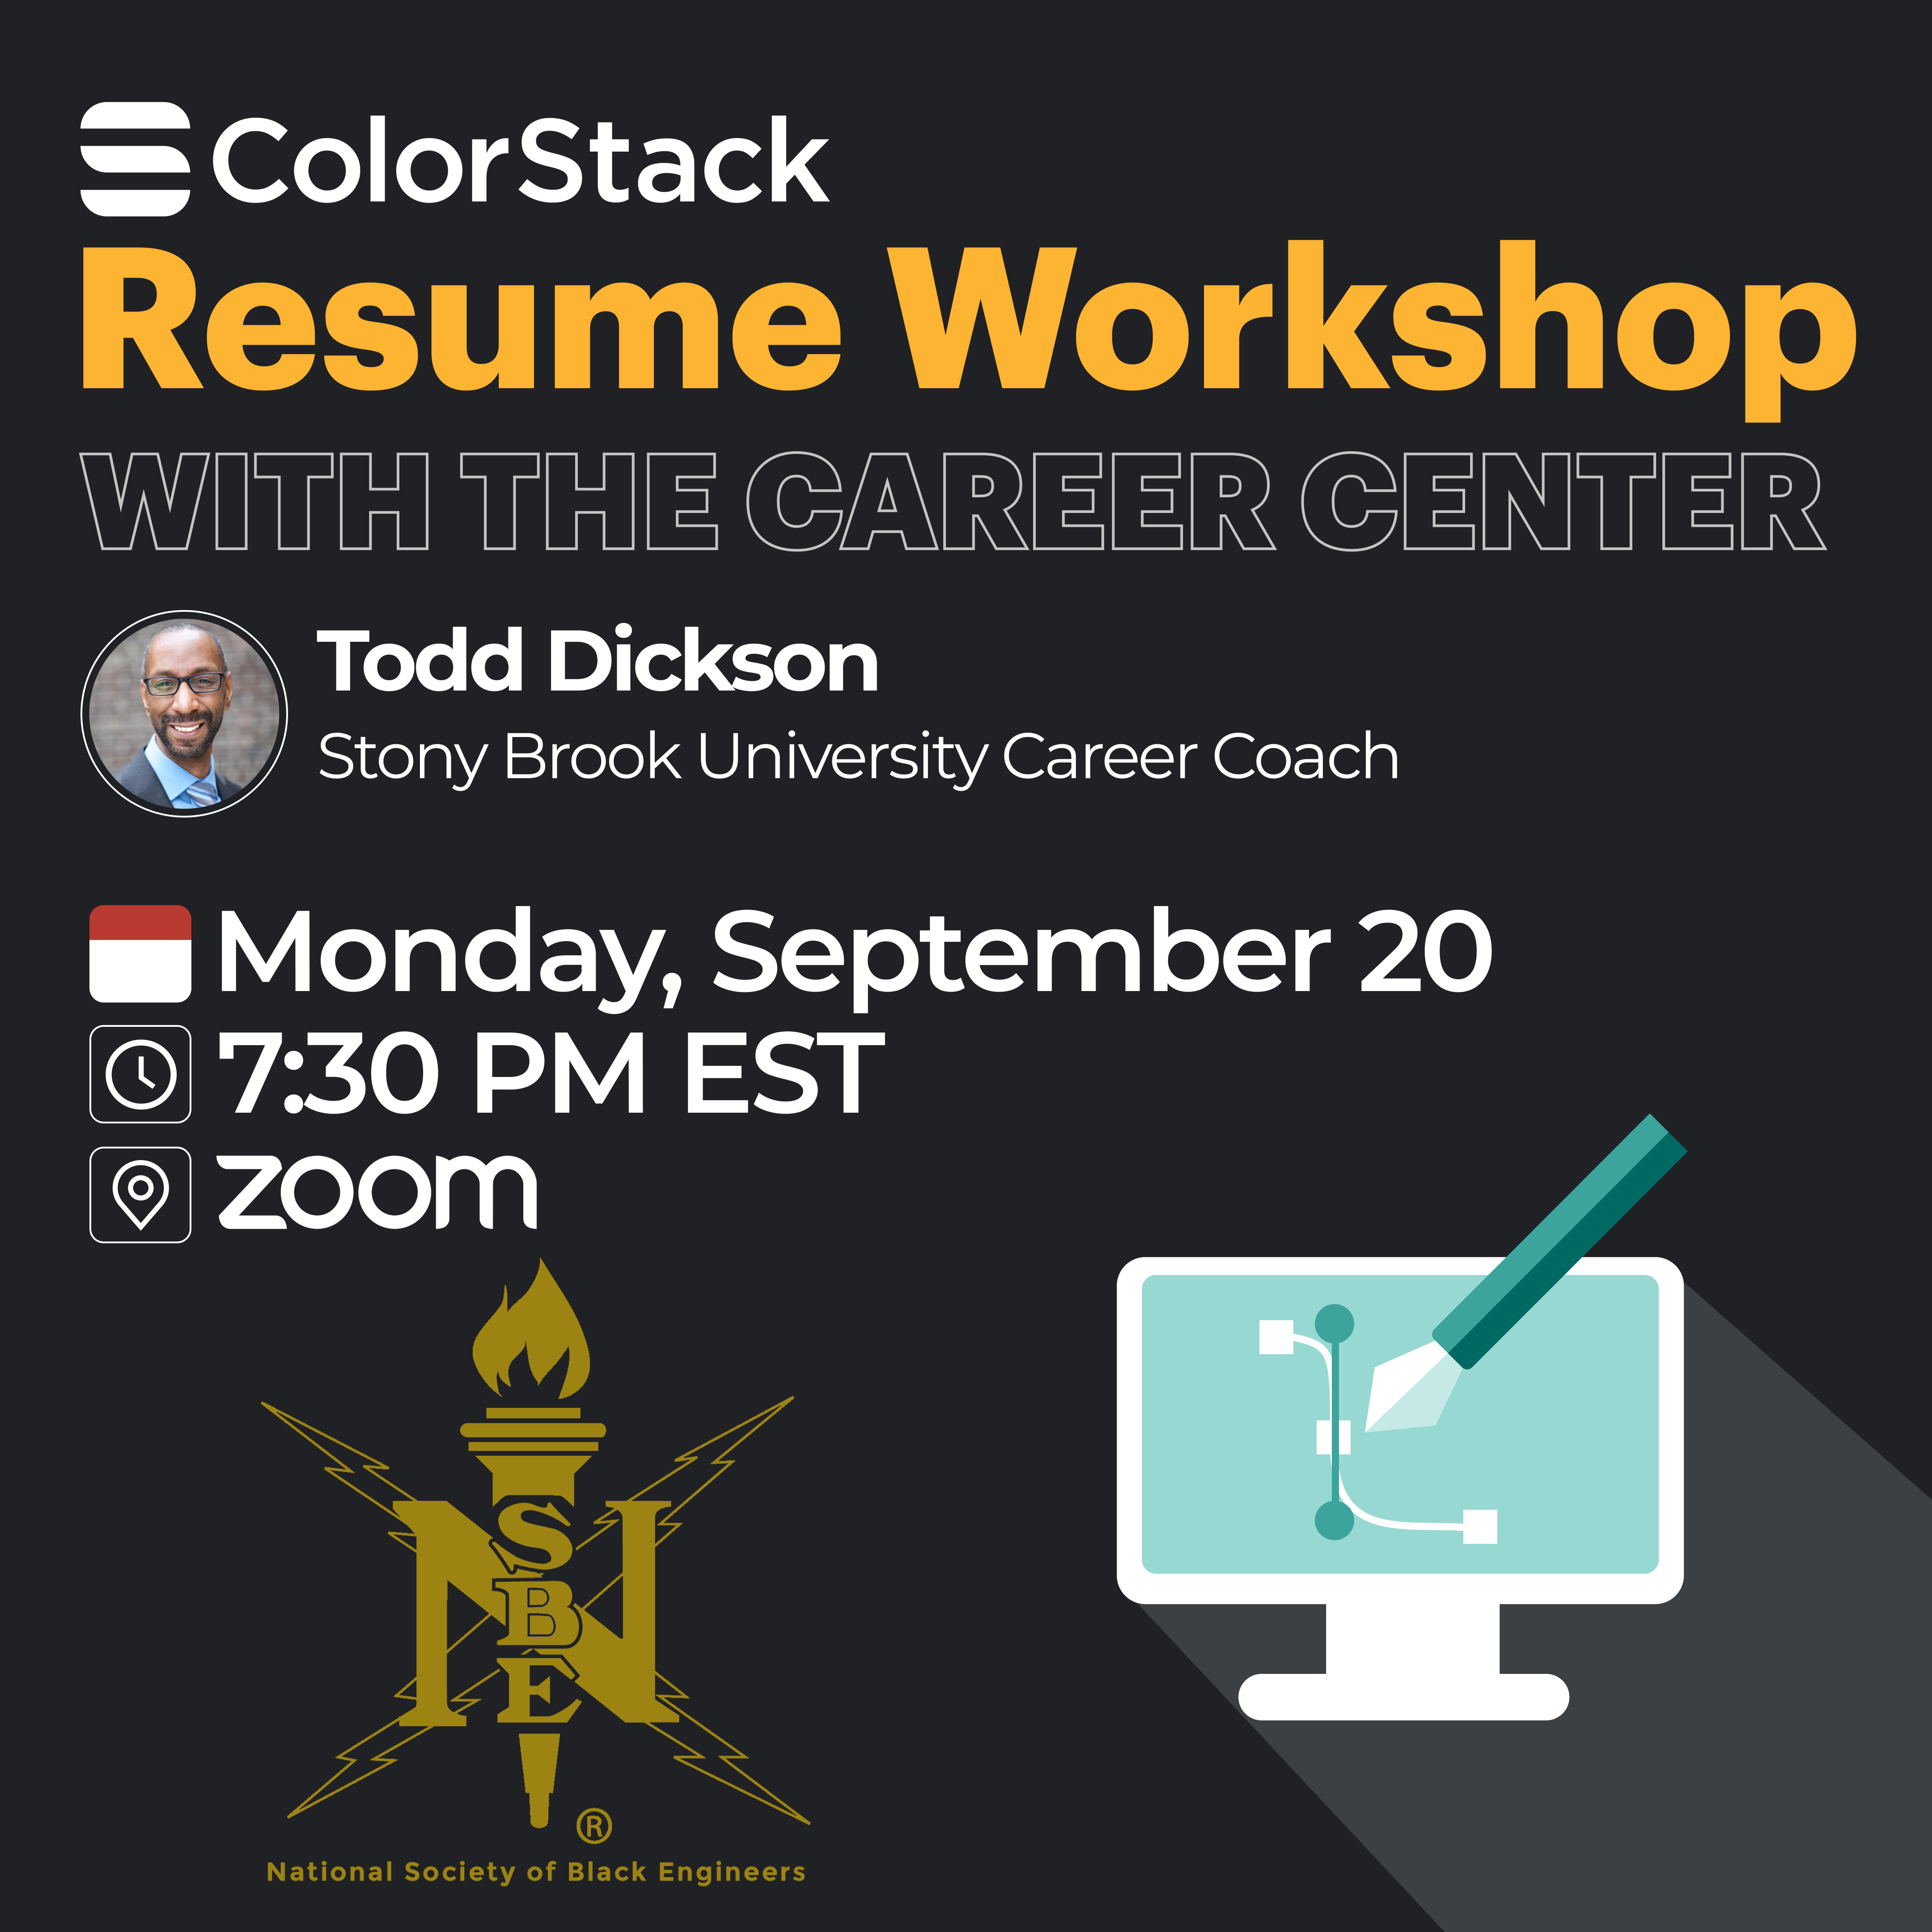 ColorStack
Resume Workshop
WITH THE CAREER CENTER
Todd Dickson
Stony Brook University Career Coach
Monday, September 20
7:30 PM EST
zoom
N
S
B
E
®
National Society of Black Engineers